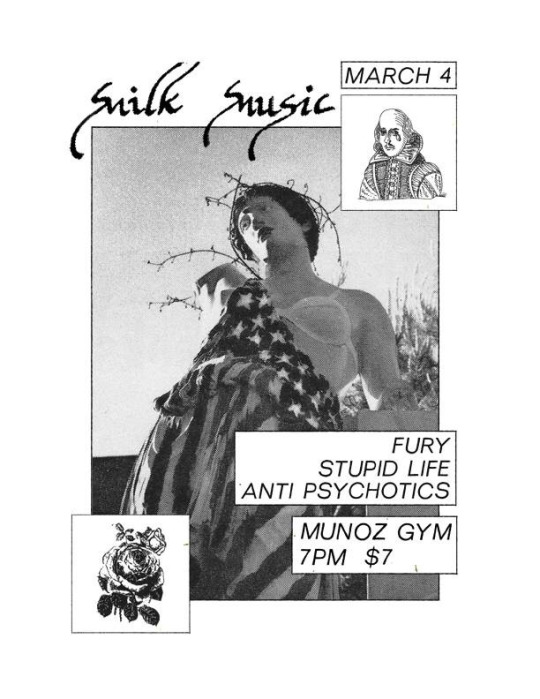 Milk Music
MARCH 4
FURY
STUPID LIFE
ANTI PSYCHOTICS
MUNOZ GYM
7PM $7